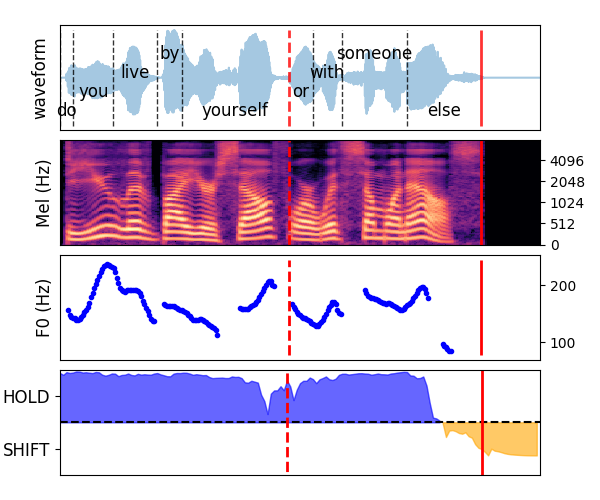 waveform
do you live by yourself or with someone else
Mel (Hz)
4096
2048
1024
512
0
F0 (Hz)
200
100
HOLD
SHIFT